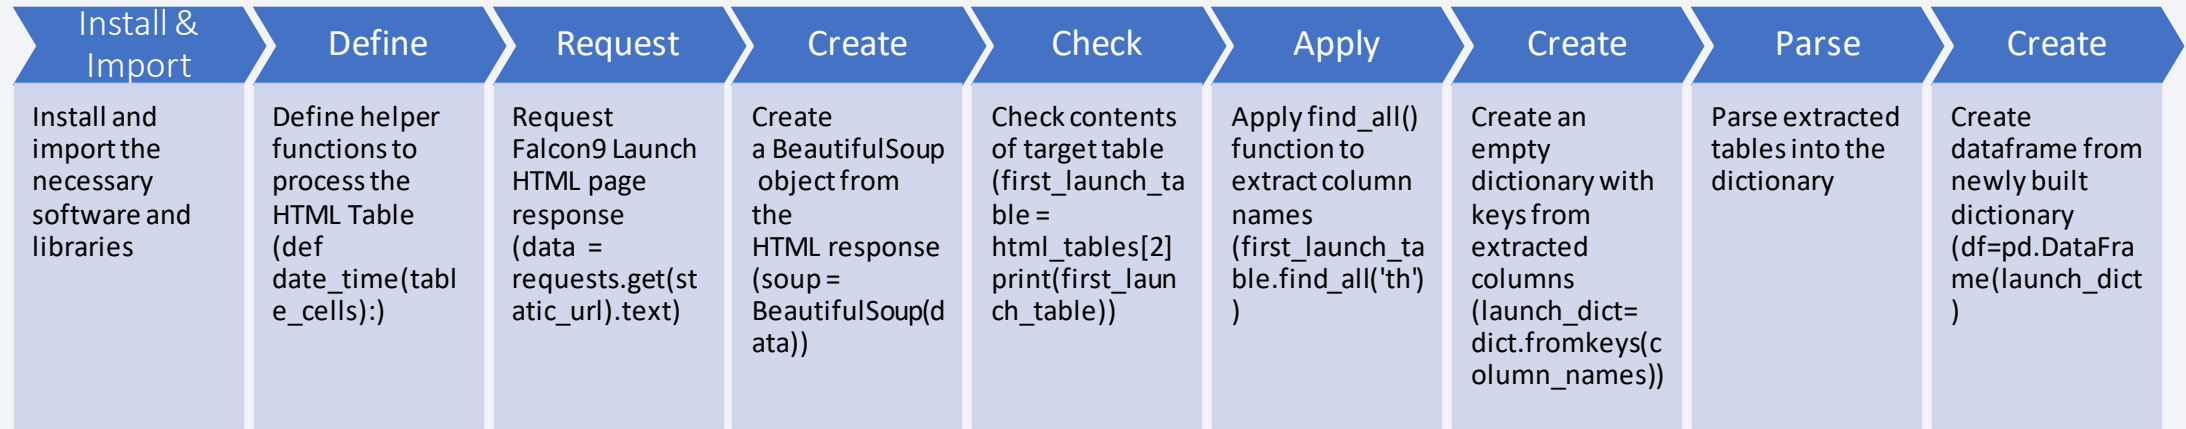 Install &
Import
Install and
import the
necessary
software and
libraries
Define
Define helper
functions to
process the
HTML Table
(def
date_time(tabl
e_cells):)
Request
Request
Falcon9 Launch
HTML page
response
(data =
requests.get(st
atic_url).text)
Create
Create
a BeautifulSoup
object from
the
HTML response
(soup =
BeautifulSoup(d
ata))
Check
Check contents
of target table
(first_launch_ta
ble =
html_tables[2]
print(first_laun
ch_table))
Apply
Apply find_all()
function to
extract column
names
(first_launch_ta
ble.find_all('th')
)
Create
Create an
empty
dictionary with
keys from
extracted
columns
(launch_dict=
dict.fromkeys(c
olumn_names))
Parse
Parse extracted
tables into the
dictionary
Create
Create
dataframe from
newly built
dictionary
(df=pd.DataFra
me(launch_dict
)